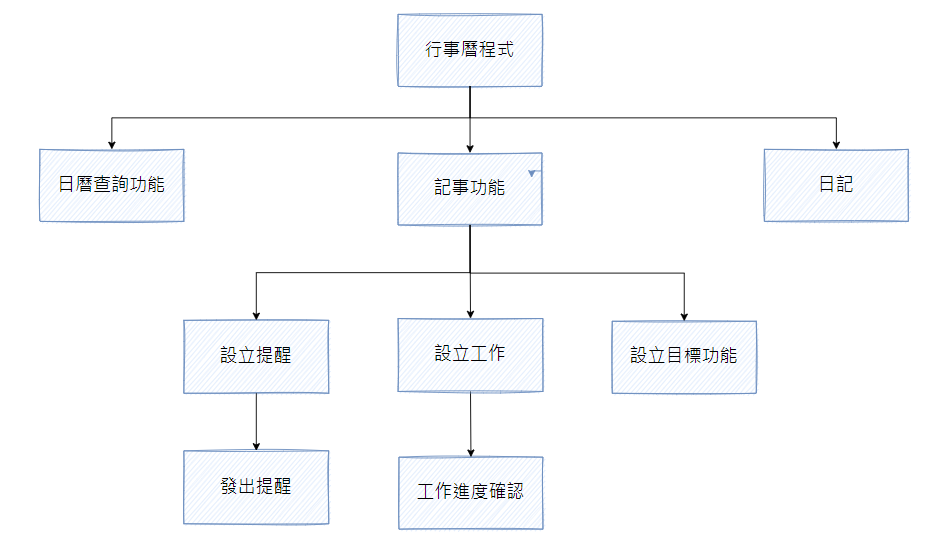 行事曆程式
日曆查詢功能
記事功能
日記
設立提醒
設立工作
設立目標功能
發出提醒
工作進度確認